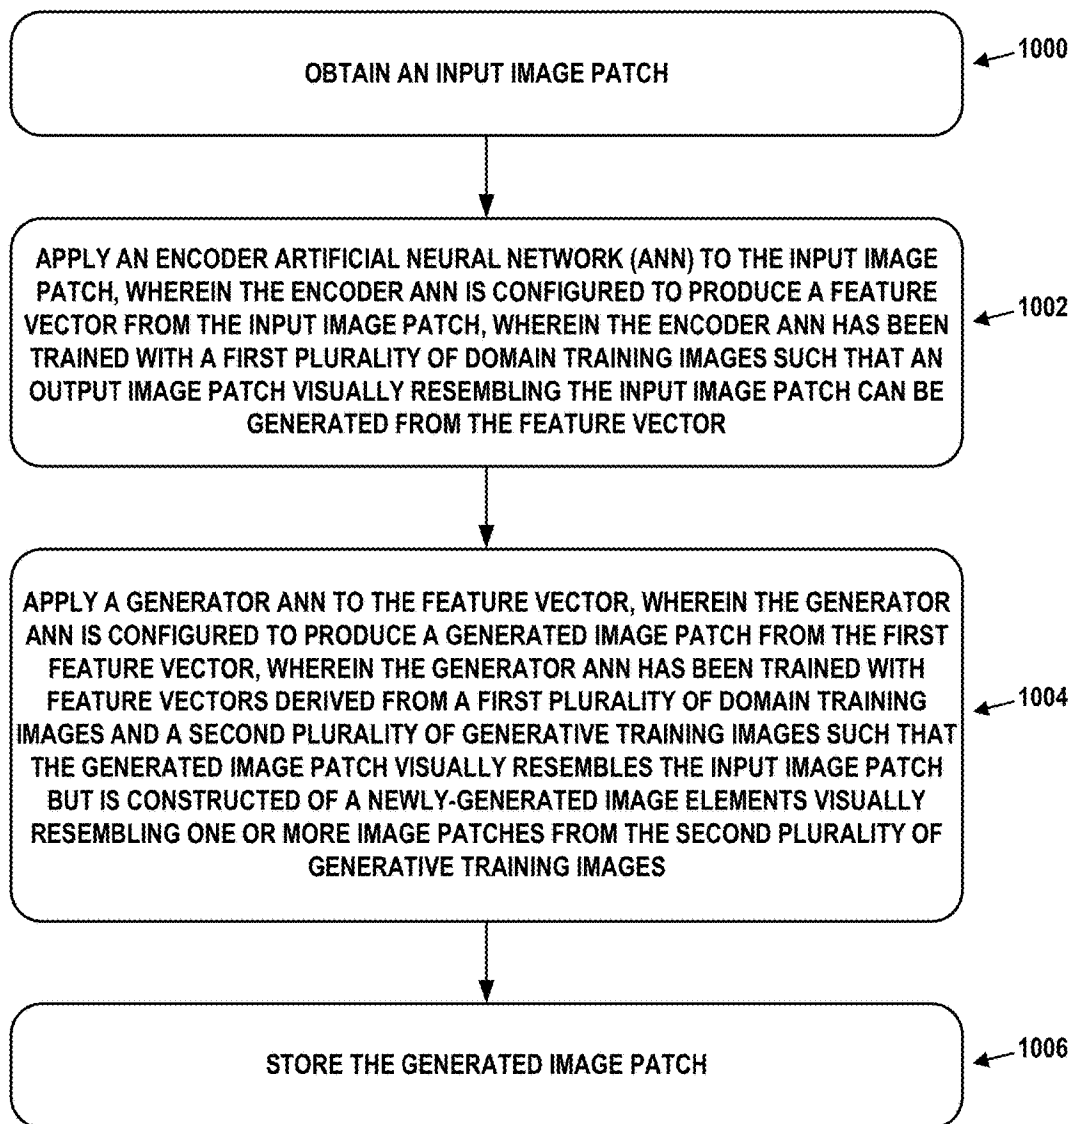 OBTAIN AN INPUT IMAGE PATCH
1000
APPLY AN ENCODER ARTIFICIAL NEURAL NETWORK (ANN) TO THE INPUT IMAGE
PATCH, WHEREIN THE ENCODER ANN IS CONFIGURED TO PRODUCE A FEATURE
VECTOR FROM THE INPUT IMAGE PATCH, WHEREIN THE ENCODER ANN HAS BEEN
TRAINED WITH A FIRST PLURALITY OF DOMAIN TRAINING IMAGES SUCH THAT AN
OUTPUT IMAGE PATCH VISUALLY RESEMBLING THE INPUT IMAGE PATCH CAN BE
GENERATED FROM THE FEATURE VECTOR
1002
APPLY A GENERATOR ANN TO THE FEATURE VECTOR, WHEREIN THE GENERATOR
ANN IS CONFIGURED TO PRODUCE A GENERATED IMAGE PATCH FROM THE FIRST
FEATURE VECTOR, WHEREIN THE GENERATOR ANN HAS BEEN TRAINED WITH
FEATURE VECTORS DERIVED FROM A FIRST PLURALITY OF DOMAIN TRAINING
IMAGES AND A SECOND PLURALITY OF GENERATIVE TRAINING IMAGES SUCH THAT
THE GENERATED IMAGE PATCH VISUALLY RESEMBLES THE INPUT IMAGE PATCH
BUT IS CONSTRUCTED OF A NEWLY-GENERATED IMAGE ELEMENTS VISUALLY
RESEMBLING ONE OR MORE IMAGE PATCHES FROM THE SECOND PLURALITY OF
GENERATIVE TRAINING IMAGES
1004
STORE THE GENERATED IMAGE PATCH
1006